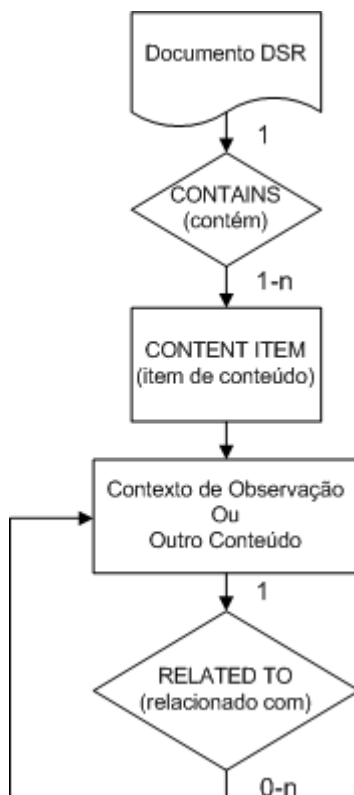 Documento DSR
1
CONTAINS
(contém)
1-n
CONTENT ITEM
(item de conteúdo)
Contexto de Observação
Ou
Outro Conteúdo
1
RELATED TO
(relacionado com)
0-n